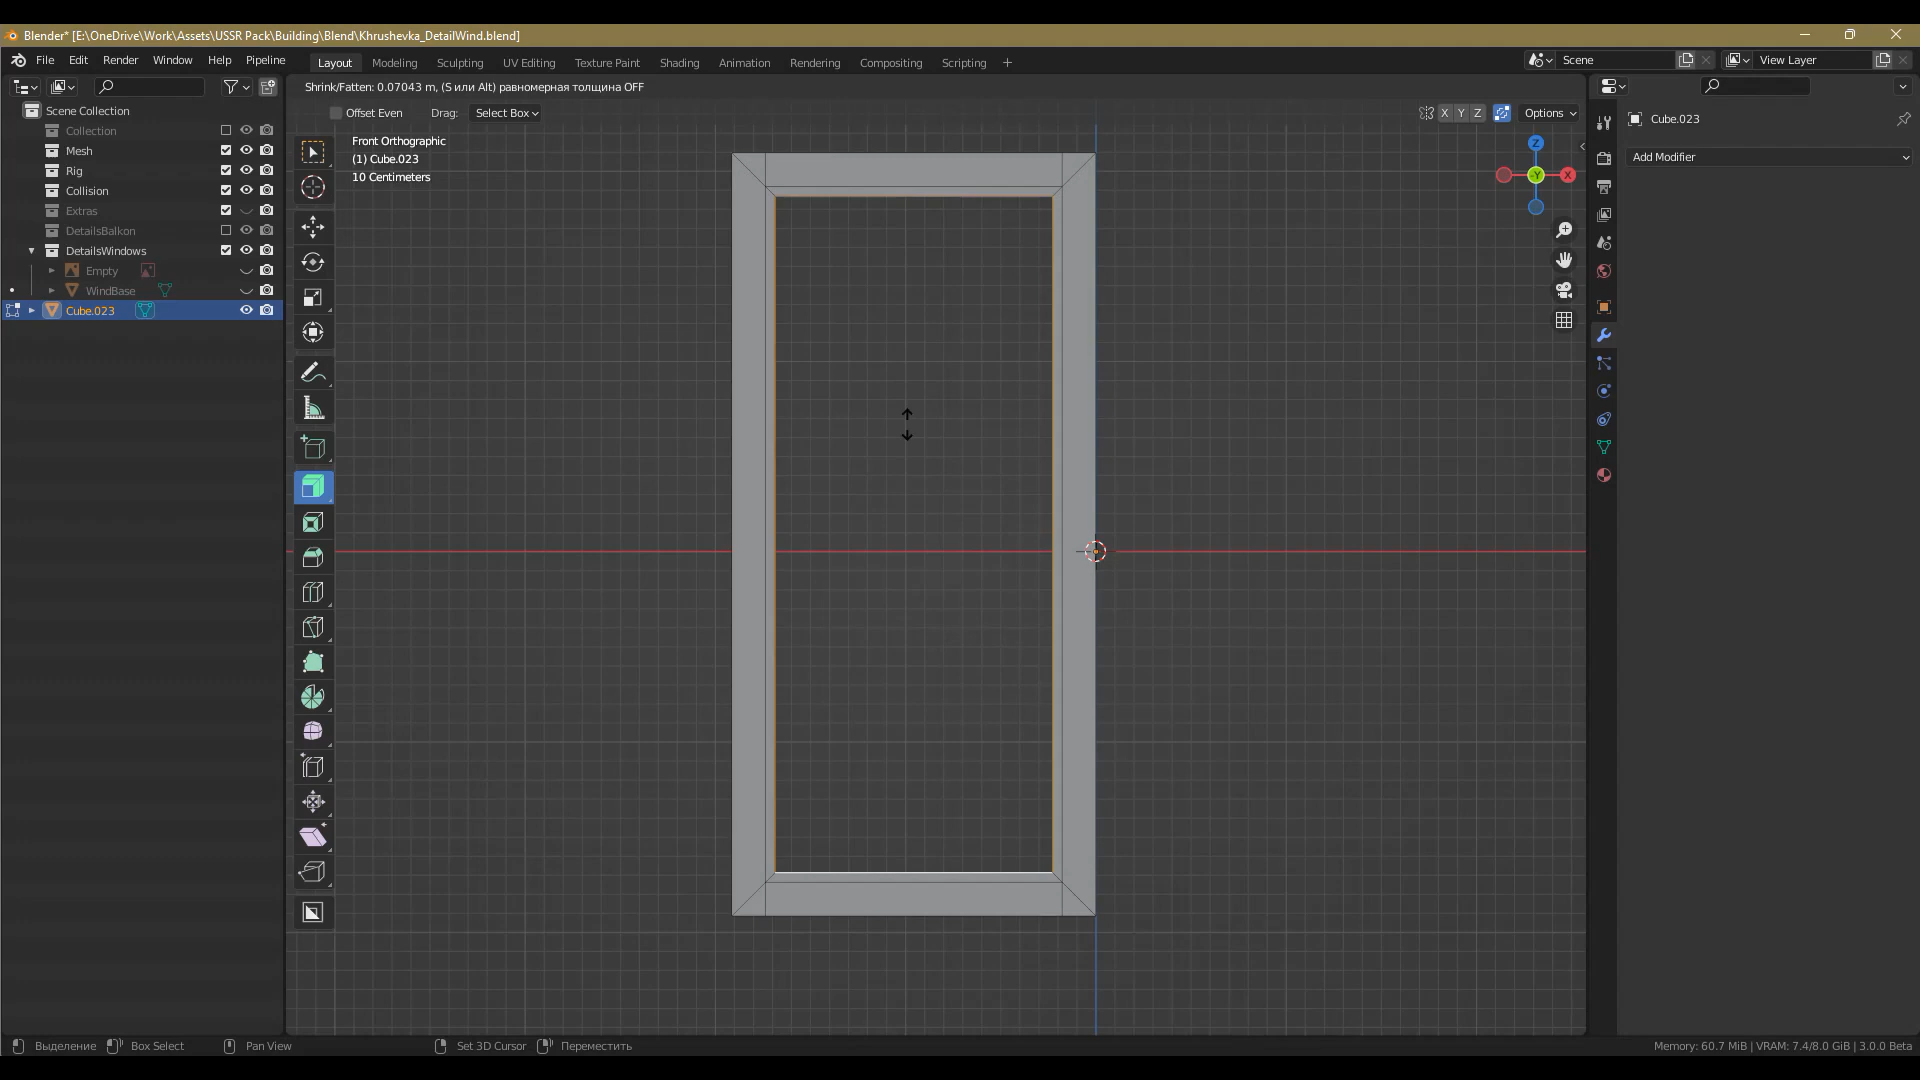 Blender* [E:\OneDrive\Work\Assets\USSR Pack\Building\Blend\Khrushevka_DetailWind.blend]
File Edit Render Window Help Pipeline
Layout Modeling Sculpting UV Editing Texture Paint Shading Animation Rendering Compositing Scripting +
Scene
View Layer
Shrink/Fatten: 0.07043 m, (S или Alt) равномерная толщина OFF
Offset Even Drag: Select Box
X Y Z Options
Scene Collection
Collection
Mesh
Rig
Collision
Extras
DetailsBalkon
DetailsWindows
Empty
WindBase
Cube.023
Front Orthographic
(1) Cube.023
10 Centimeters
Z
-Y
X
Cube.023
Add Modifier
Выделение Box Select Pan View Set 3D Cursor Переместить
Memory: 60.7 MiB | VRAM: 7.4/8.0 GiB | 3.0.0 Beta